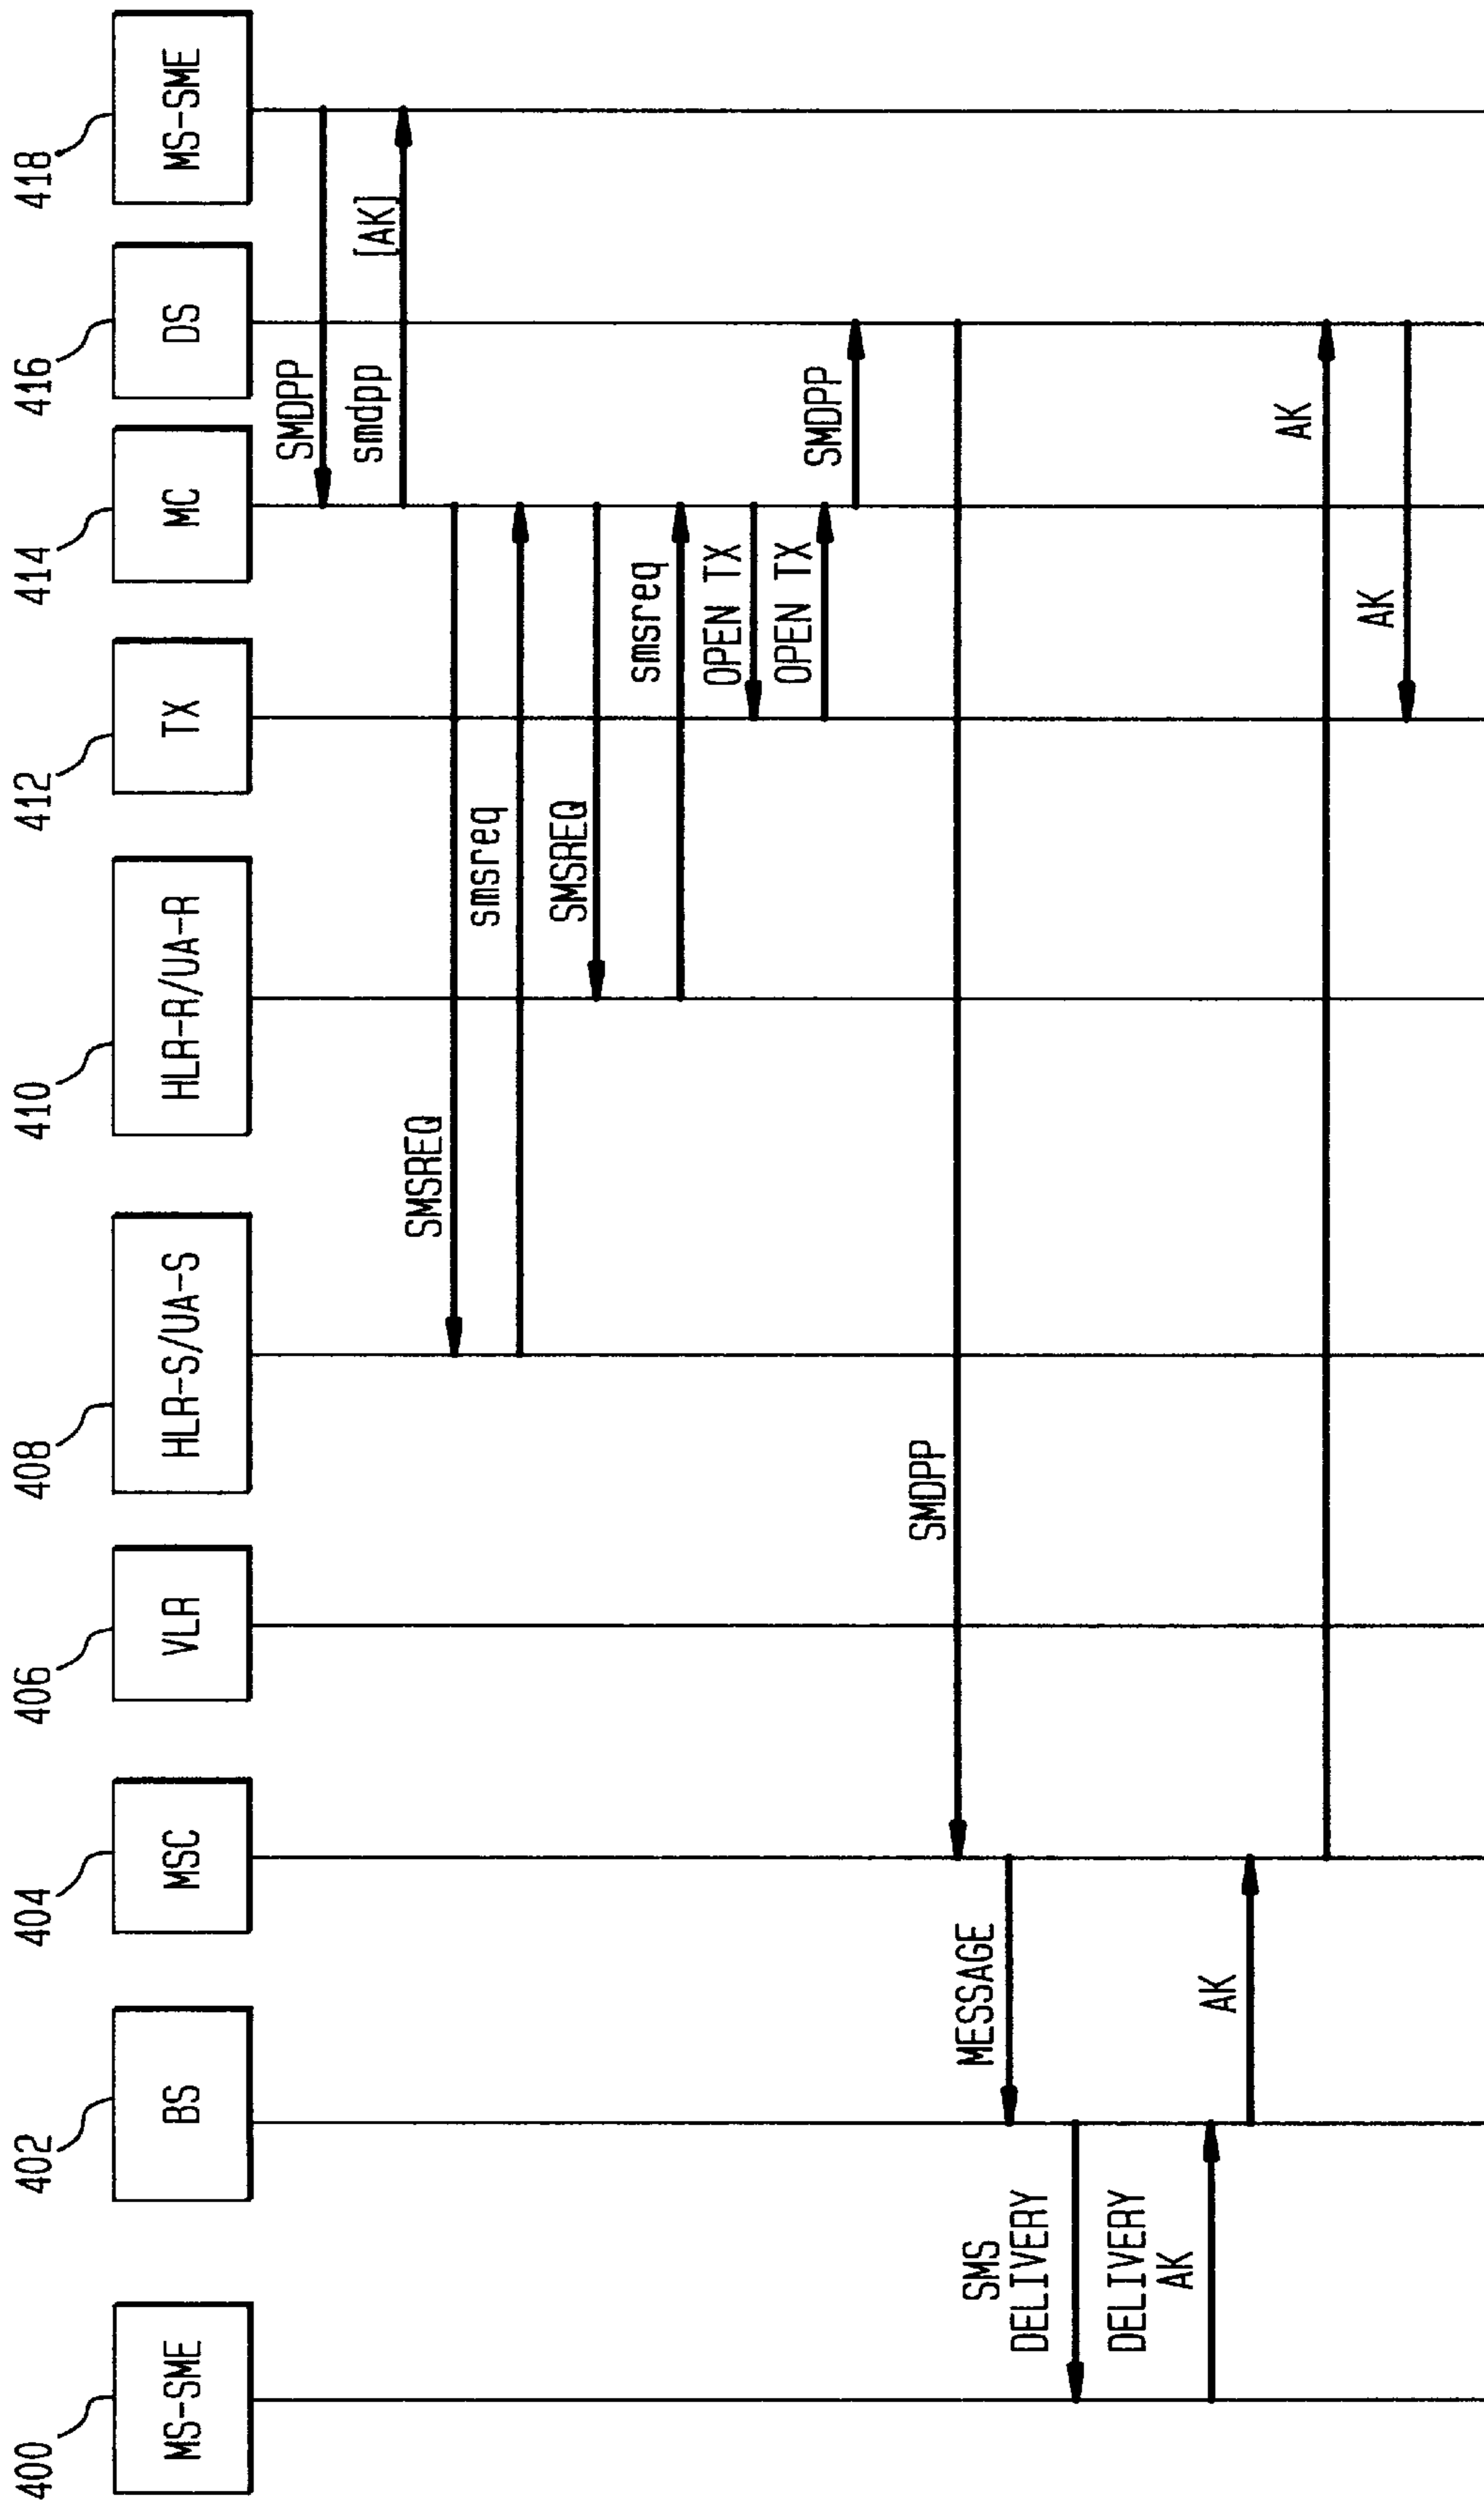 400
402
404
406
408
410
412
414
416
418
MS-SME
BS
MSC
VLR
HLR-S/UA-S
HLR-R/UA-R
TX
MC
DS
MS-SME
SMDPP
smdpp
[AK]
SMSREQ
smsreq
SMSREQ
smsreq
OPEN TX
OPEN TX
SMDPP
SMDPP
MESSAGE
SMS
DELIVERY
DELIVERY
AK
AK
AK
AK